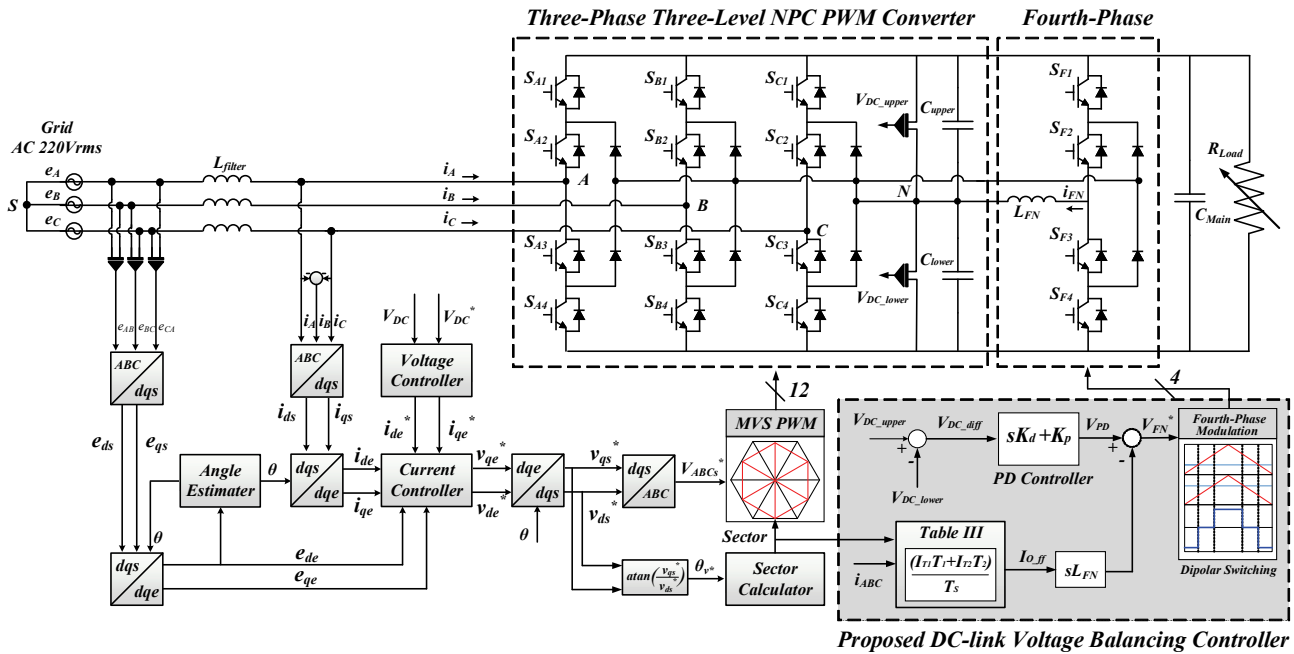 Three-Phase Three-Level NPC PWM Converter
Fourth-Phase
Grid
AC 220Vrms
e_A
e_B
e_C
S
L_filter
i_A
i_B
i_C
A
B
C
N
S_A1
S_A2
S_A3
S_A4
S_B1
S_B2
S_B3
S_B4
S_C1
S_C2
S_C3
S_C4
V_DC_upper
C_upper
V_DC_lower
C_lower
S_F1
S_F2
S_F3
S_F4
L_FN
i_FN
C_Main
R_Load
e_AB
e_BC
e_CA
ABC
dqs
e_ds
e_qs
i_A
i_B
i_C
ABC
dqs
i_ds
i_qs
V_DC
V_DC*
Voltage
Controller
i_de*
i_qe*
Angle
Estimater
θ
dqs
dqe
i_de
i_qe
Current
Controller
v_qe*
v_de*
dqe
dqs
θ
v_qs*
v_ds*
dqs
ABC
V_ABCs*
MVS PWM
12
θ
dqs
dqe
e_de
e_qe
atan(v_qs*/v_ds*)
θ_v*
Sector
Sector
Calculator
4
V_DC_upper
+
-
V_DC_lower
V_DC_diff
sK_d+K_p
PD Controller
V_PD
+
-
V_FN*
Fourth-Phase
Modulation
Dipolar Switching
i_ABC
Table III
(I_T1T_1+I_T2T_2)
T_S
I_O_ff
sL_FN
Proposed DC-link Voltage Balancing Controller